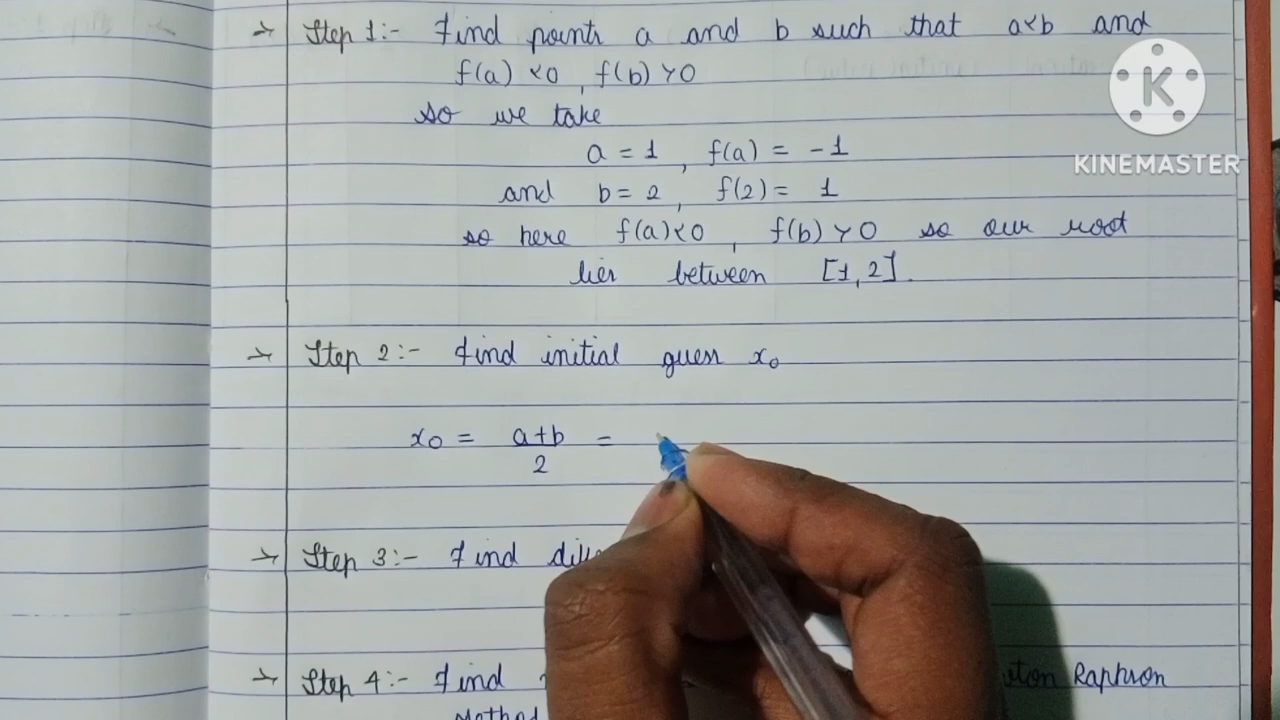 → Step 1:- Find points a and b such that a<b and
f(a) <0 , f(b) >0
so we take
a = 1 , f(a) = -1
and b = 2 , f(2) = 1
so here f(a)<0 , f(b) >0 so our root
lies between [1, 2].
→ Step 2:- Find initial guess x₀
x₀ = a+b =
2
→ Step 3:- Find
→ Step 4:- Find Raphson
Method
K
KINEMASTER